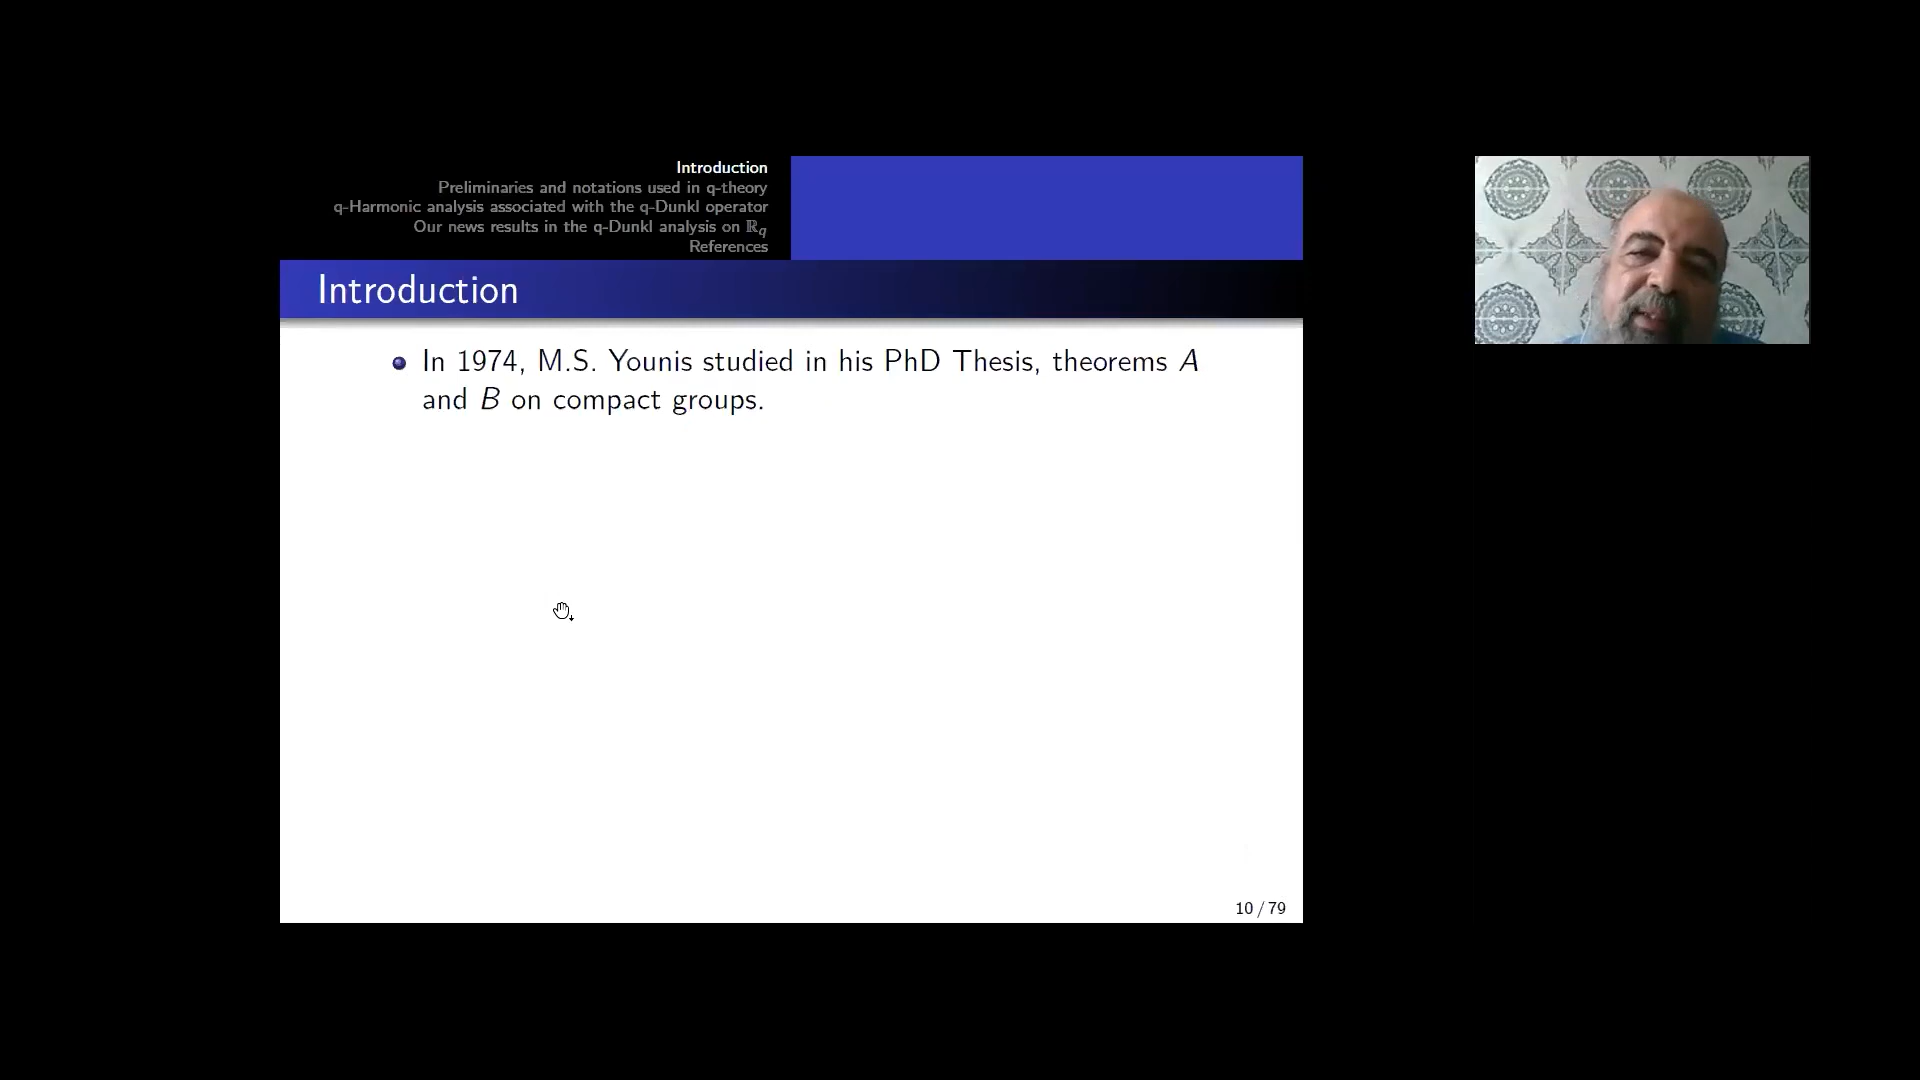 Introduction
Preliminaries and notations used in q-theory
q-Harmonic analysis associated with the q-Dunkl operator
Our news results in the q-Dunkl analysis on ℝq
References
Introduction
In 1974, M.S. Younis studied in his PhD Thesis, theorems A
and B on compact groups.
10 / 79